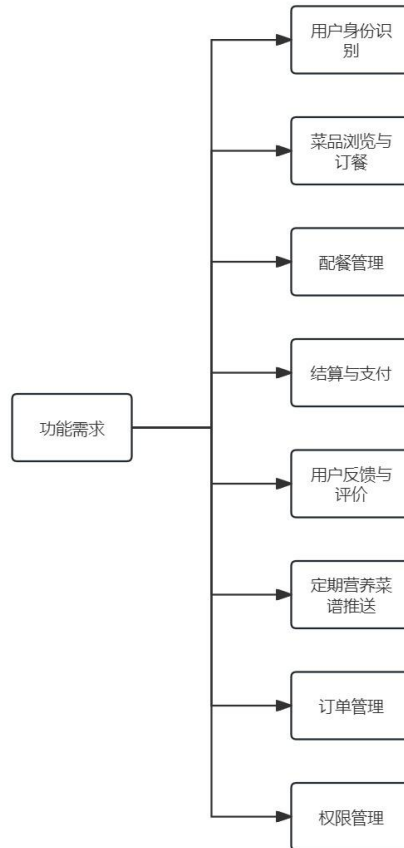 用户身份识
别
菜品浏览与
订餐
配餐管理
结算与支付
功能需求
用户反馈与
评价
定期营养菜
谱推送
订单管理
权限管理